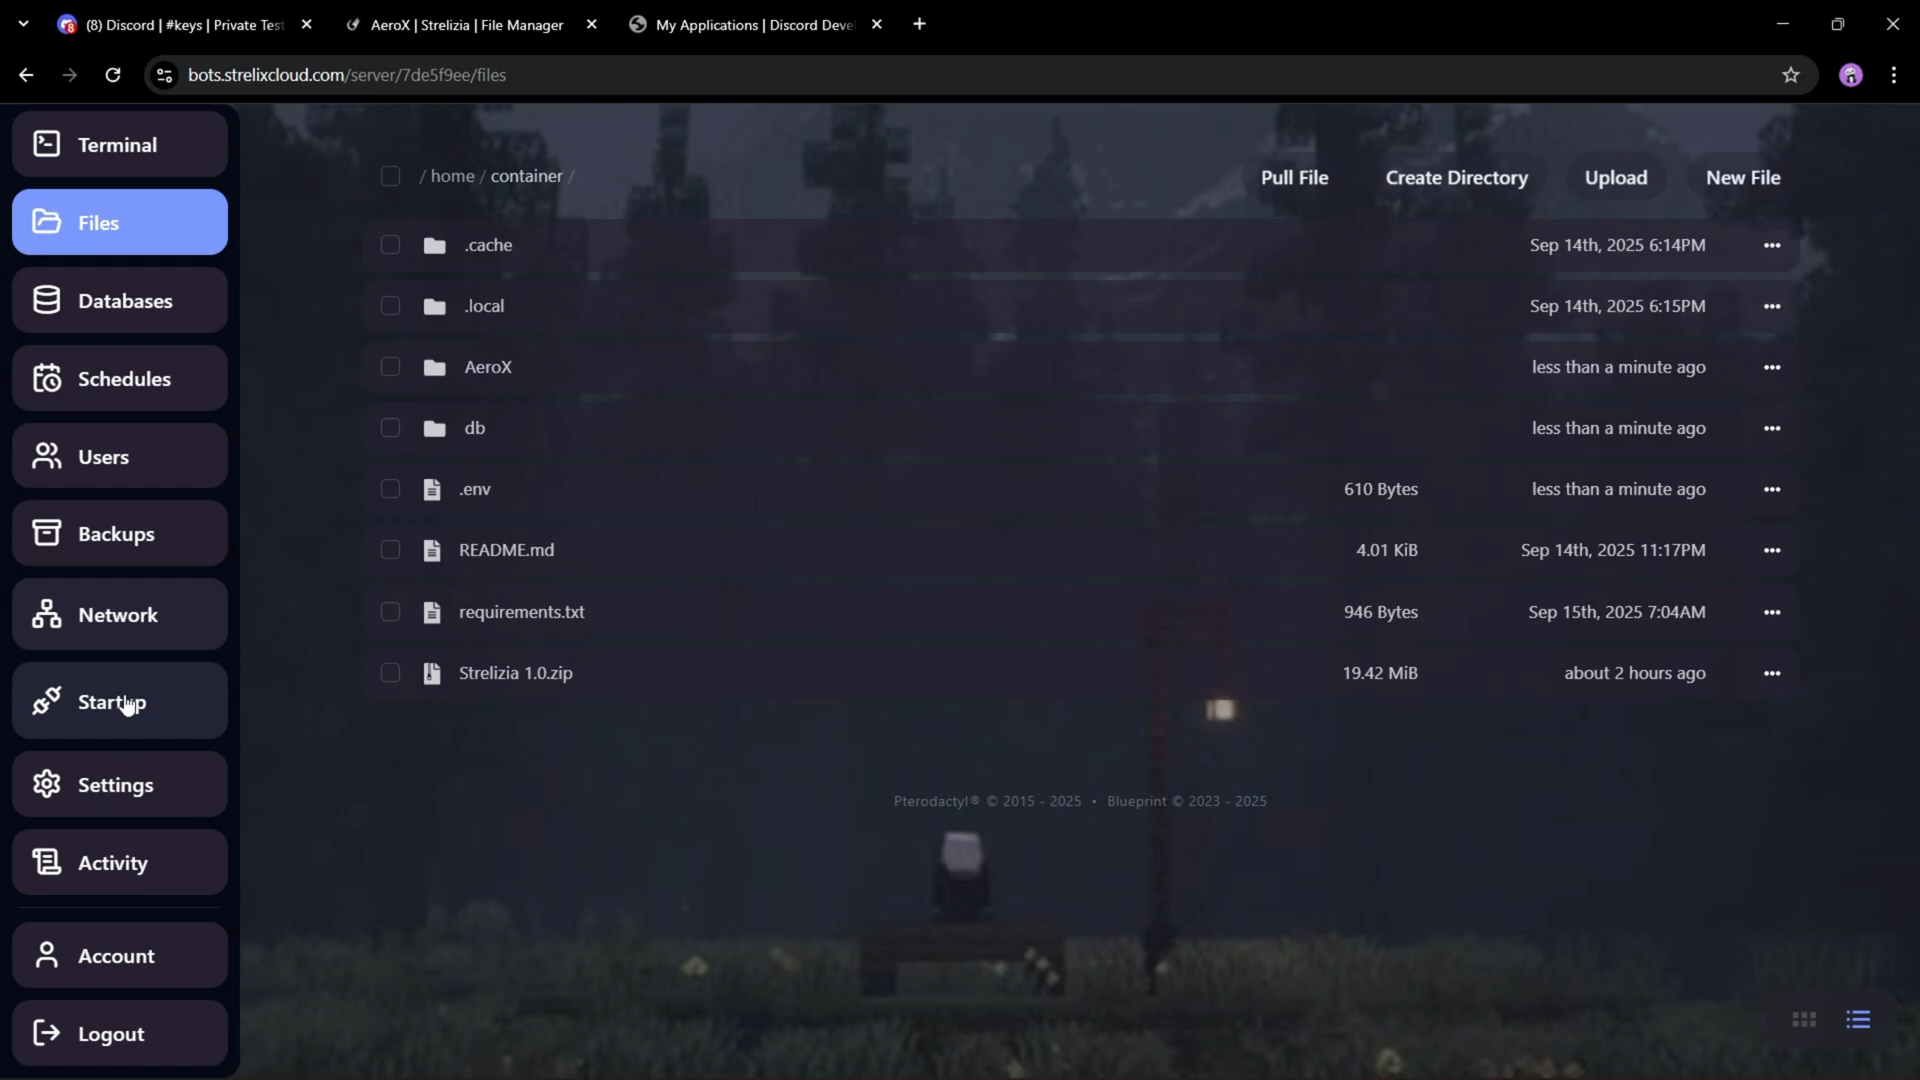 (8) Discord | #keys | Private Test
AeroX | Strelizia | File Manager
My Applications | Discord Deve
bots.strelixcloud.com/server/7de5f9ee/files
Terminal
Files
Databases
Schedules
Users
Backups
Network
Startup
Settings
Activity
Account
Logout
/ home / container /
Pull File
Create Directory
Upload
New File
.cache Sep 14th, 2025 6:14PM
.local Sep 14th, 2025 6:15PM
AeroX less than a minute ago
db less than a minute ago
.env 610 Bytes less than a minute ago
README.md 4.01 KiB Sep 14th, 2025 11:17PM
requirements.txt 946 Bytes Sep 15th, 2025 7:04AM
Strelizia 1.0.zip 19.42 MiB about 2 hours ago
Pterodactyl® © 2015 - 2025 • Blueprint © 2023 - 2025